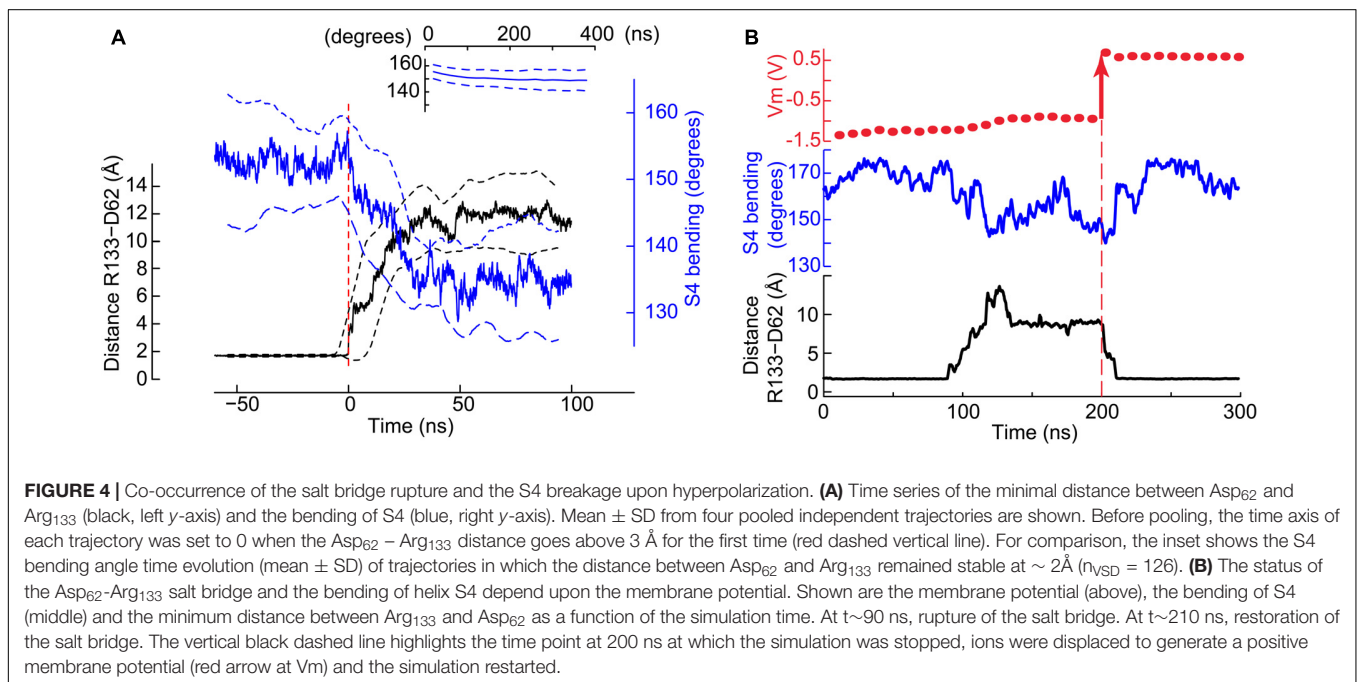 A
(degrees) 0 200 400 (ns)
160
140
160
150
140
130
S4 bending (degrees)
14
12
10
8
6
4
2
0
Distance R133−D62 (Å)
−50 0 50 100
Time (ns)
B
0.5
-0.5
-1.5
Vm (V)
170
150
130
S4 bending
(degrees)
10
5
0
Distance
R133−D62 (Å)
0 100 200 300
Time (ns)
FIGURE 4 | Co-occurrence of the salt bridge rupture and the S4 breakage upon hyperpolarization. (A) Time series of the minimal distance between Asp62 and
Arg133 (black, left y-axis) and the bending of S4 (blue, right y-axis). Mean ± SD from four pooled independent trajectories are shown. Before pooling, the time axis of
each trajectory was set to 0 when the Asp62 – Arg133 distance goes above 3 Å for the first time (red dashed vertical line). For comparison, the inset shows the S4
bending angle time evolution (mean ± SD) of trajectories in which the distance between Asp62 and Arg133 remained stable at ∼ 2Å (nVSD = 126). (B) The status of
the Asp62-Arg133 salt bridge and the bending of helix S4 depend upon the membrane potential. Shown are the membrane potential (above), the bending of S4
(middle) and the minimum distance between Arg133 and Asp62 as a function of the simulation time. At t∼90 ns, rupture of the salt bridge. At t∼210 ns, restoration of
the salt bridge. The vertical black dashed line highlights the time point at 200 ns at which the simulation was stopped, ions were displaced to generate a positive
membrane potential (red arrow at Vm) and the simulation restarted.